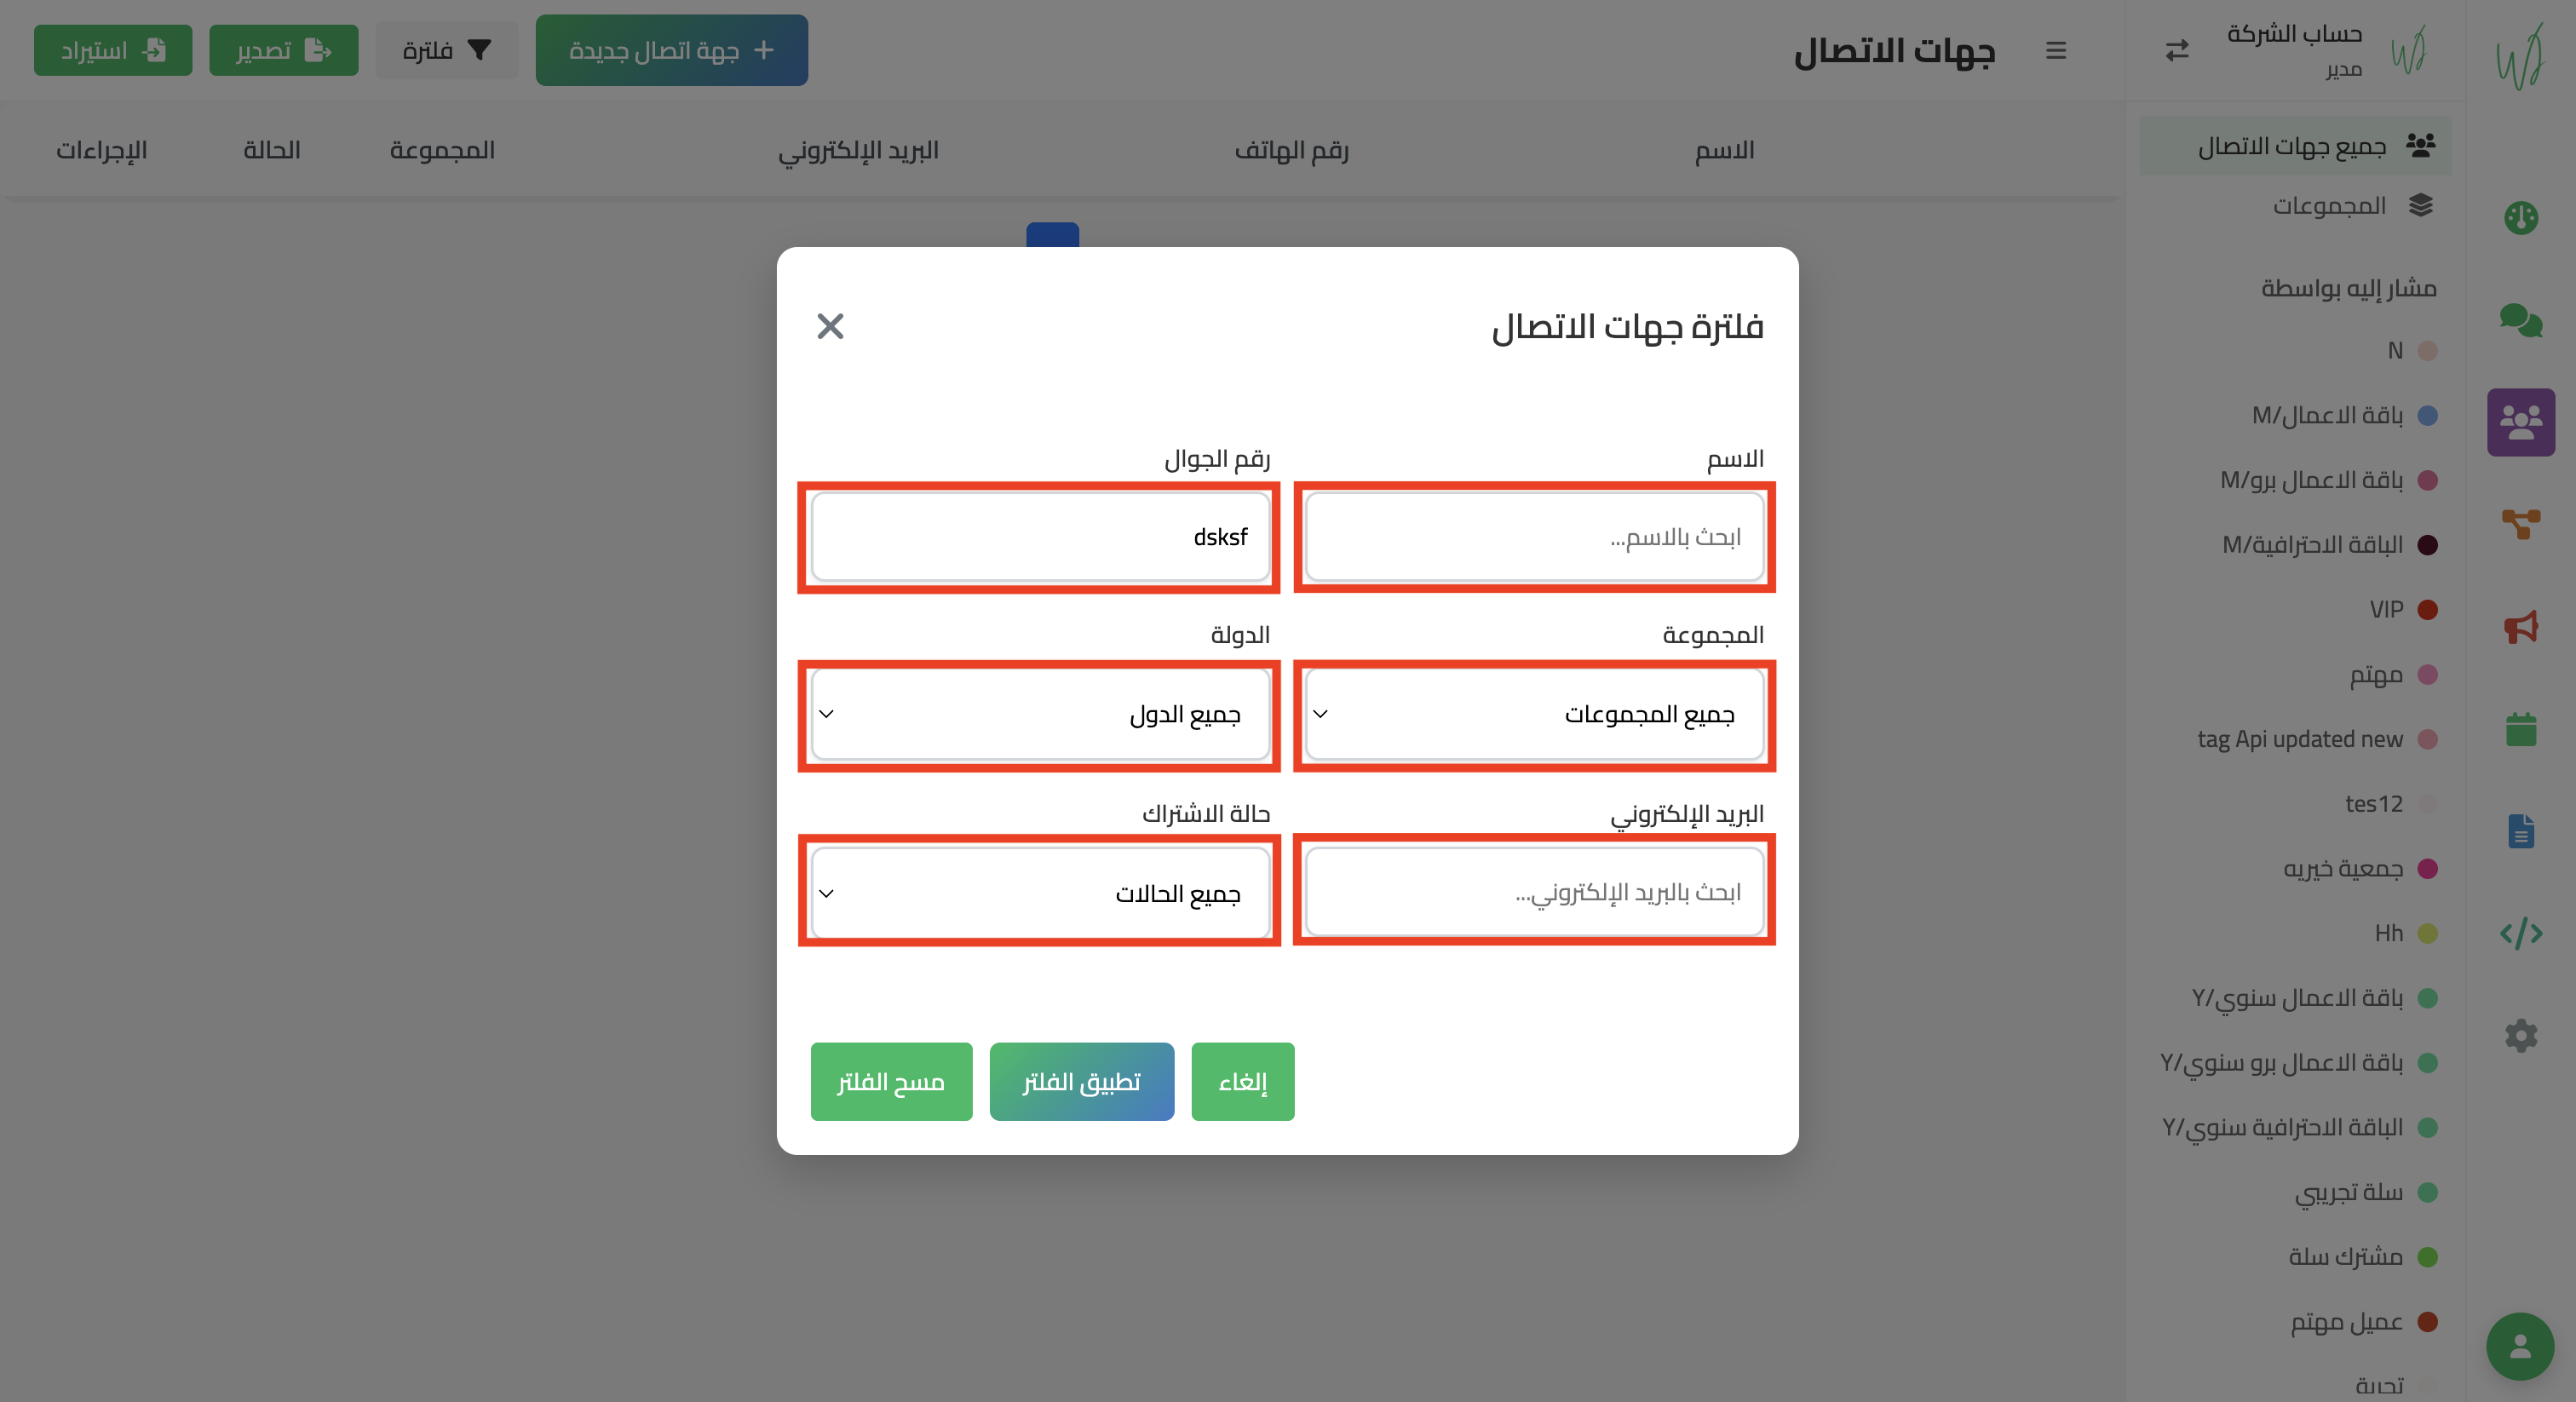 حساب الشركة
مدير
جميع جهات الاتصال
المجموعات
مشار إليه بواسطة
N
باقة الاعمال/M
باقة الاعمال برو/M
الباقة الاحترافية/M
VIP
مهتم
tag Api updated new
tes12
جمعية خيريه
Hh
باقة الاعمال سنوي/Y
باقة الاعمال برو سنوي/Y
الباقة الاحترافية سنوي/Y
سلة تجريبي
مشترك سلة
عميل مهتم
تجربة
جهات الاتصال
جهة اتصال جديدة
فلترة
تصدير
استيراد
الاسم
رقم الهاتف
البريد الإلكتروني
المجموعة
الحالة
الإجراءات
فلترة جهات الاتصال
الاسم
ابحث بالاسم...
رقم الجوال
dsksf
المجموعة
جميع المجموعات
الدولة
جميع الدول
البريد الإلكتروني
ابحث بالبريد الإلكتروني...
حالة الاشتراك
جميع الحالات
إلغاء
تطبيق الفلتر
مسح الفلتر